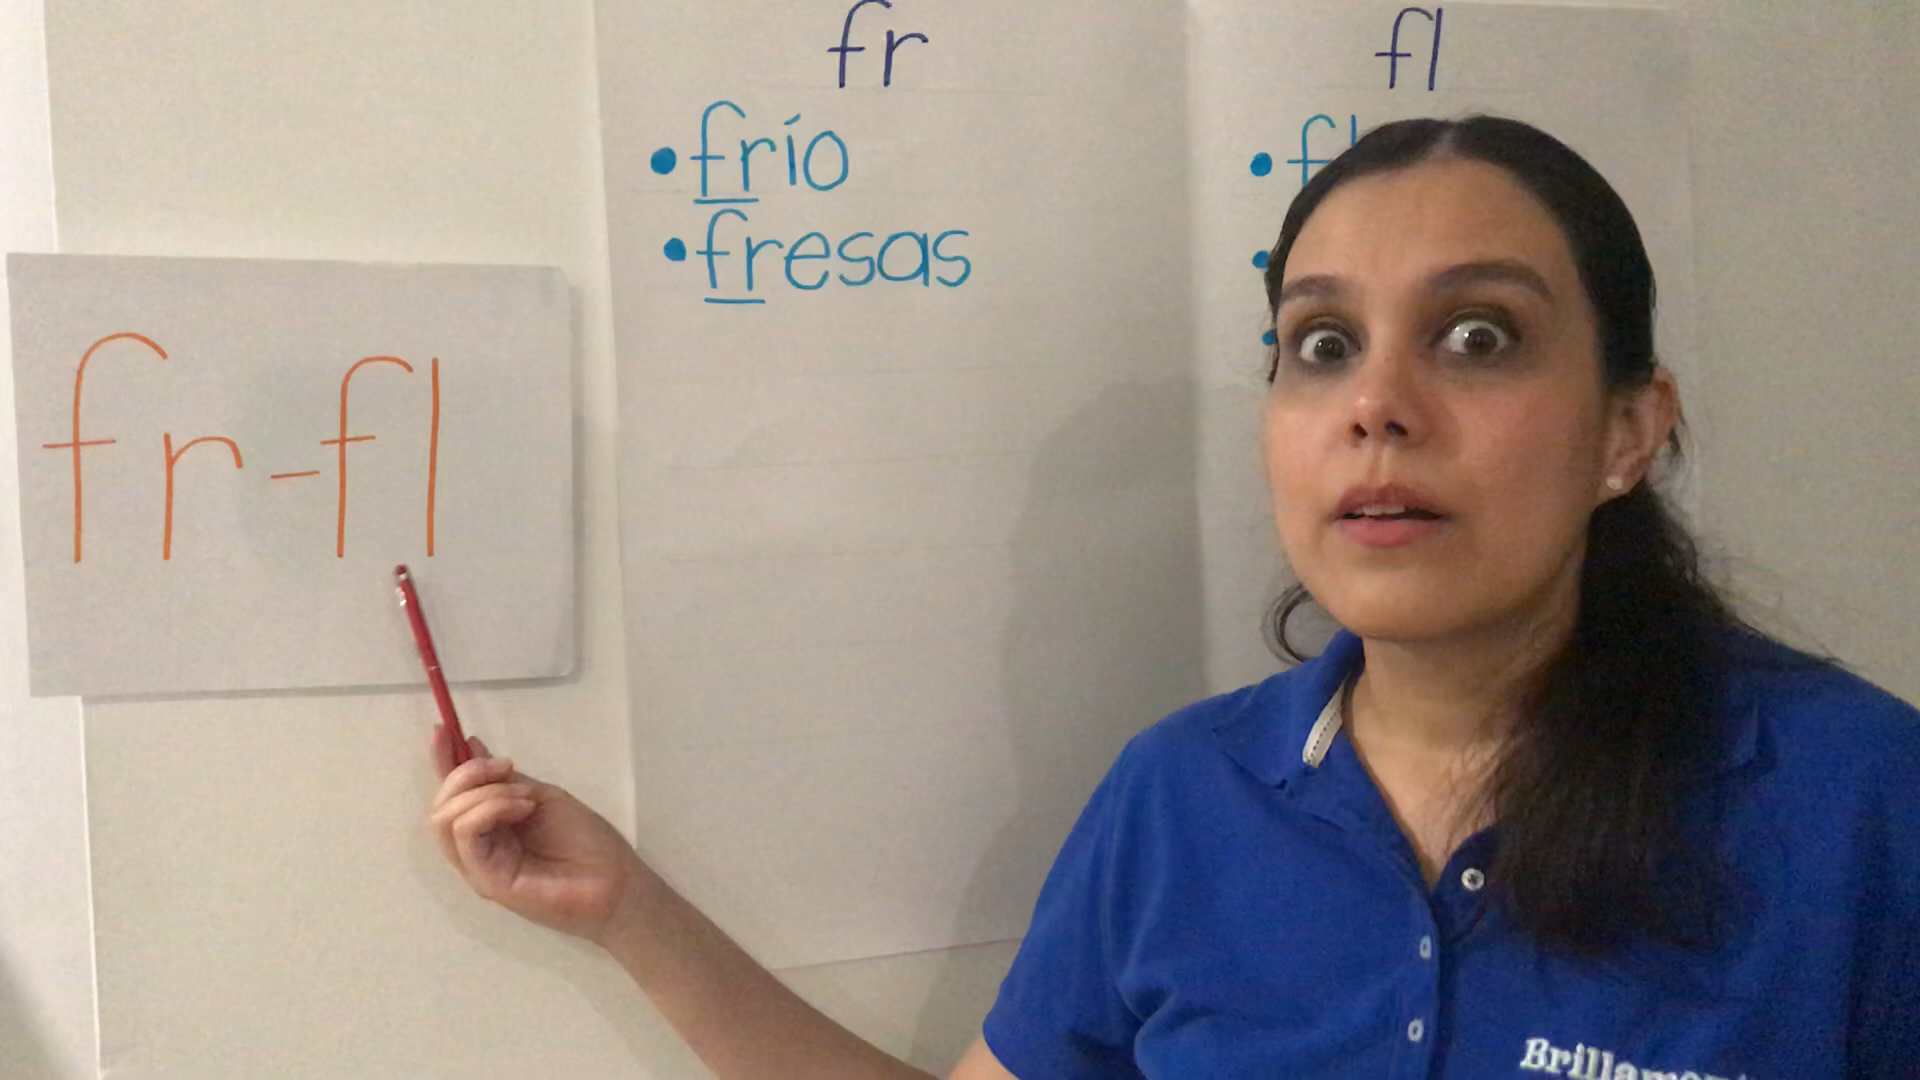 fr
• frío
• fresas
fl
fr-fl